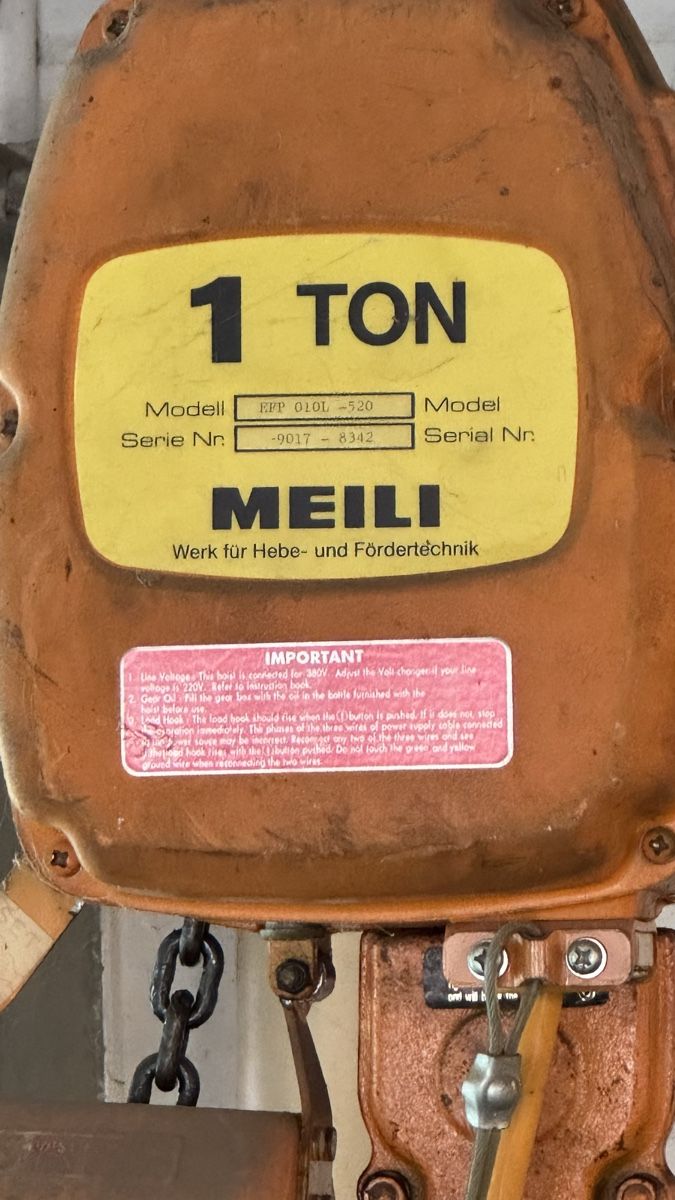 1 TON
Modell EFP 010L -520 Model
Serie Nr. -9017 - 8342 Serial Nr.
MEILI
Werk für Hebe- und Fördertechnik
IMPORTANT
1. Line Voltage: This hoist is connected for 380V. Adjust the Volt-changer if your line
voltage is 220V. Refer to instruction book.
2. Gear Oil: Fill the gear box with the oil in the bottle furnished with the
hoist before use.
Load Hook: The load hook should rise when the (↑) button is pushed. If it does not, stop
operation immediately. The phases of the three wires of power supply cable connected
may be incorrect. Reconnect any two of the three wires and see
load hook rises with the (↑) button pushed. Do not touch the green and yellow
ground wire when reconnecting the two wires.
and will the